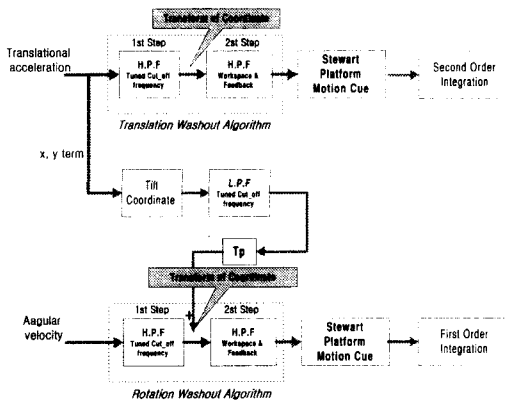 1st Step
Transform of Coordinate
2st Step
Translational
acceleration
H.P.F
Tuned Cut_off
frequency
H.P.F
Workspace &
Feedback
Stewart
Platform
Motion Cue
Second Order
Integration
Translation Washout Algorithm
x, y term
Tilt
Coordinate
L.P.F
Tuned Cut_off
frequency
Tp
Transform of Coordinate
1st Step
+
2st Step
Aagular
velocity
H.P.F
Tuned Cut_off
frequency
H.P.F
Workspace &
Feedback
Stewart
Platform
Motion Cue
First Order
Integration
Rotation Washout Algorithm